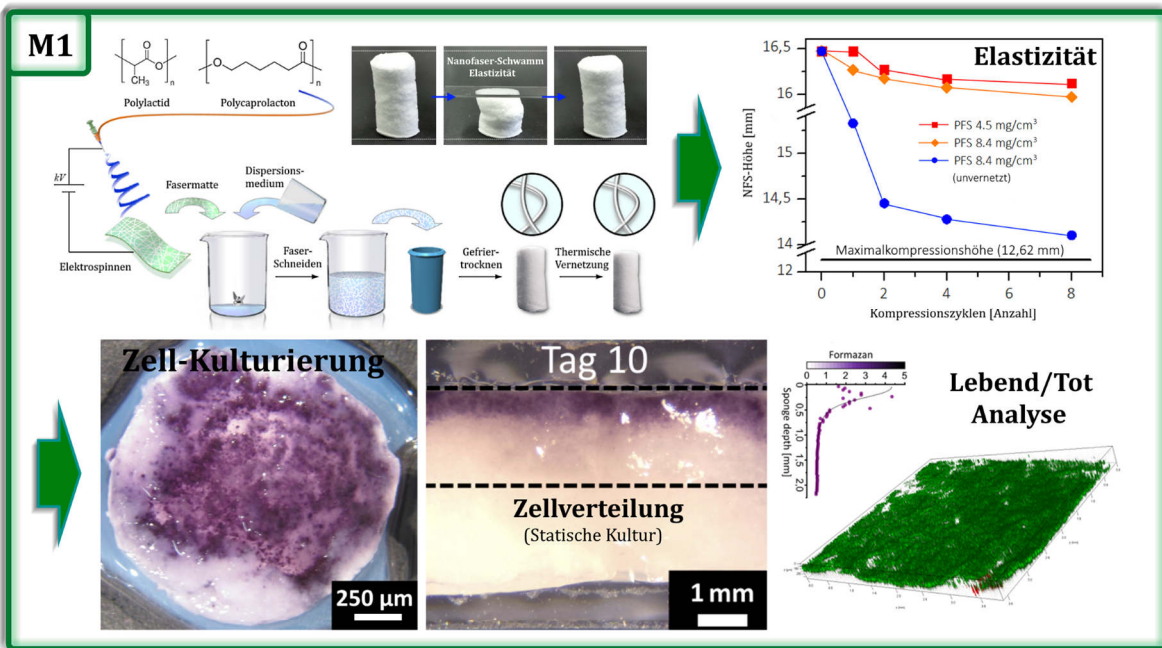 M1
O
O
n
CH₃
Polylactid
O
O
n
Polycaprolacton
Nanofaser-Schwamm
Elastizität
kV
Fasermatte
Dispersions-
medium
Elektrospinnen
Faser-
Schneiden
Gefrier-
trocknen
Thermische
Vernetzung
Elastizität
NFS-Höhe [mm]
16,5
16
15
14,5
14
12
PFS 4.5 mg/cm³
PFS 8.4 mg/cm³
PFS 8.4 mg/cm³
(unvernetzt)
Maximalkompressionshöhe (12,62 mm)
0 2 4 6 8
Kompressionszyklen [Anzahl]
Zell-Kulturierung
250 µm
Tag 10
Zellverteilung
(Statische Kultur)
1 mm
Formazan
0 1 2 3 4 5
Sponge depth [mm]
0
0,5
1,0
1,5
2,0
Lebend/Tot
Analyse